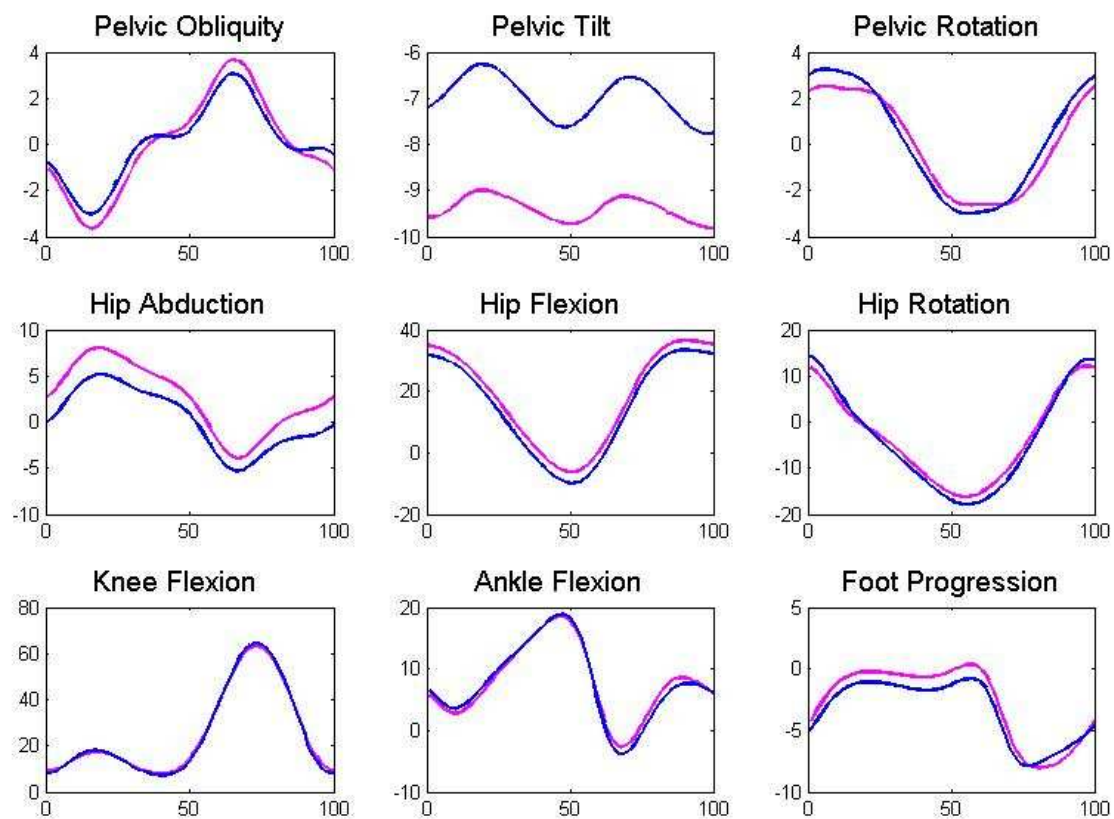 Pelvic Obliquity Pelvic Tilt Pelvic Rotation
4 -6 4
2 -7 2
0 -8 0
-2 -9 -2
-4 -10 -4
0 50 100 0 50 100 0 50 100
Hip Abduction Hip Flexion Hip Rotation
10 40 20
5 20 10
0 0 0
-5 -10
-10 -20 -20
0 50 100 0 50 100 0 50 100
Knee Flexion Ankle Flexion Foot Progression
80 20 5
60 10 0
40 0 -5
20 -10 -10
0
0 50 100 0 50 100 0 50 100